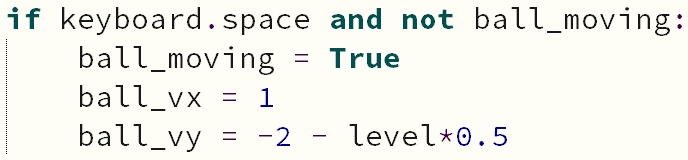 if keyboard.space and not ball_moving:
    ball_moving = True
    ball_vx = 1
    ball_vy = -2 - level*0.5